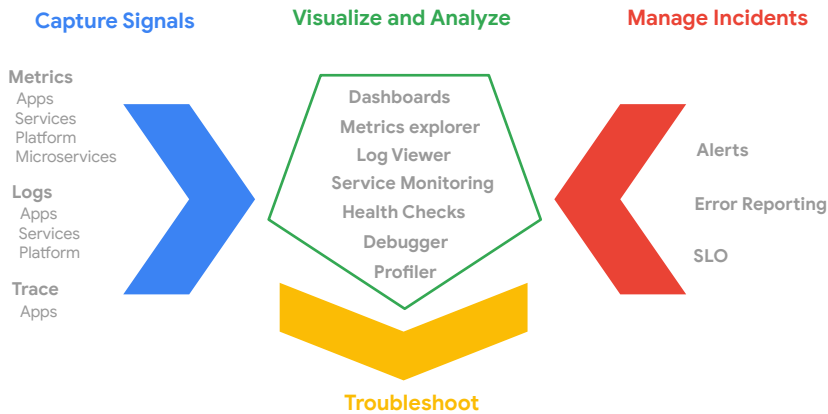 Capture Signals
Metrics
Apps
Services
Platform
Microservices
Logs
Apps
Services
Platform
Trace
Apps
Visualize and Analyze
Dashboards
Metrics explorer
Log Viewer
Service Monitoring
Health Checks
Debugger
Profiler
Manage Incidents
Alerts
Error Reporting
SLO
Troubleshoot